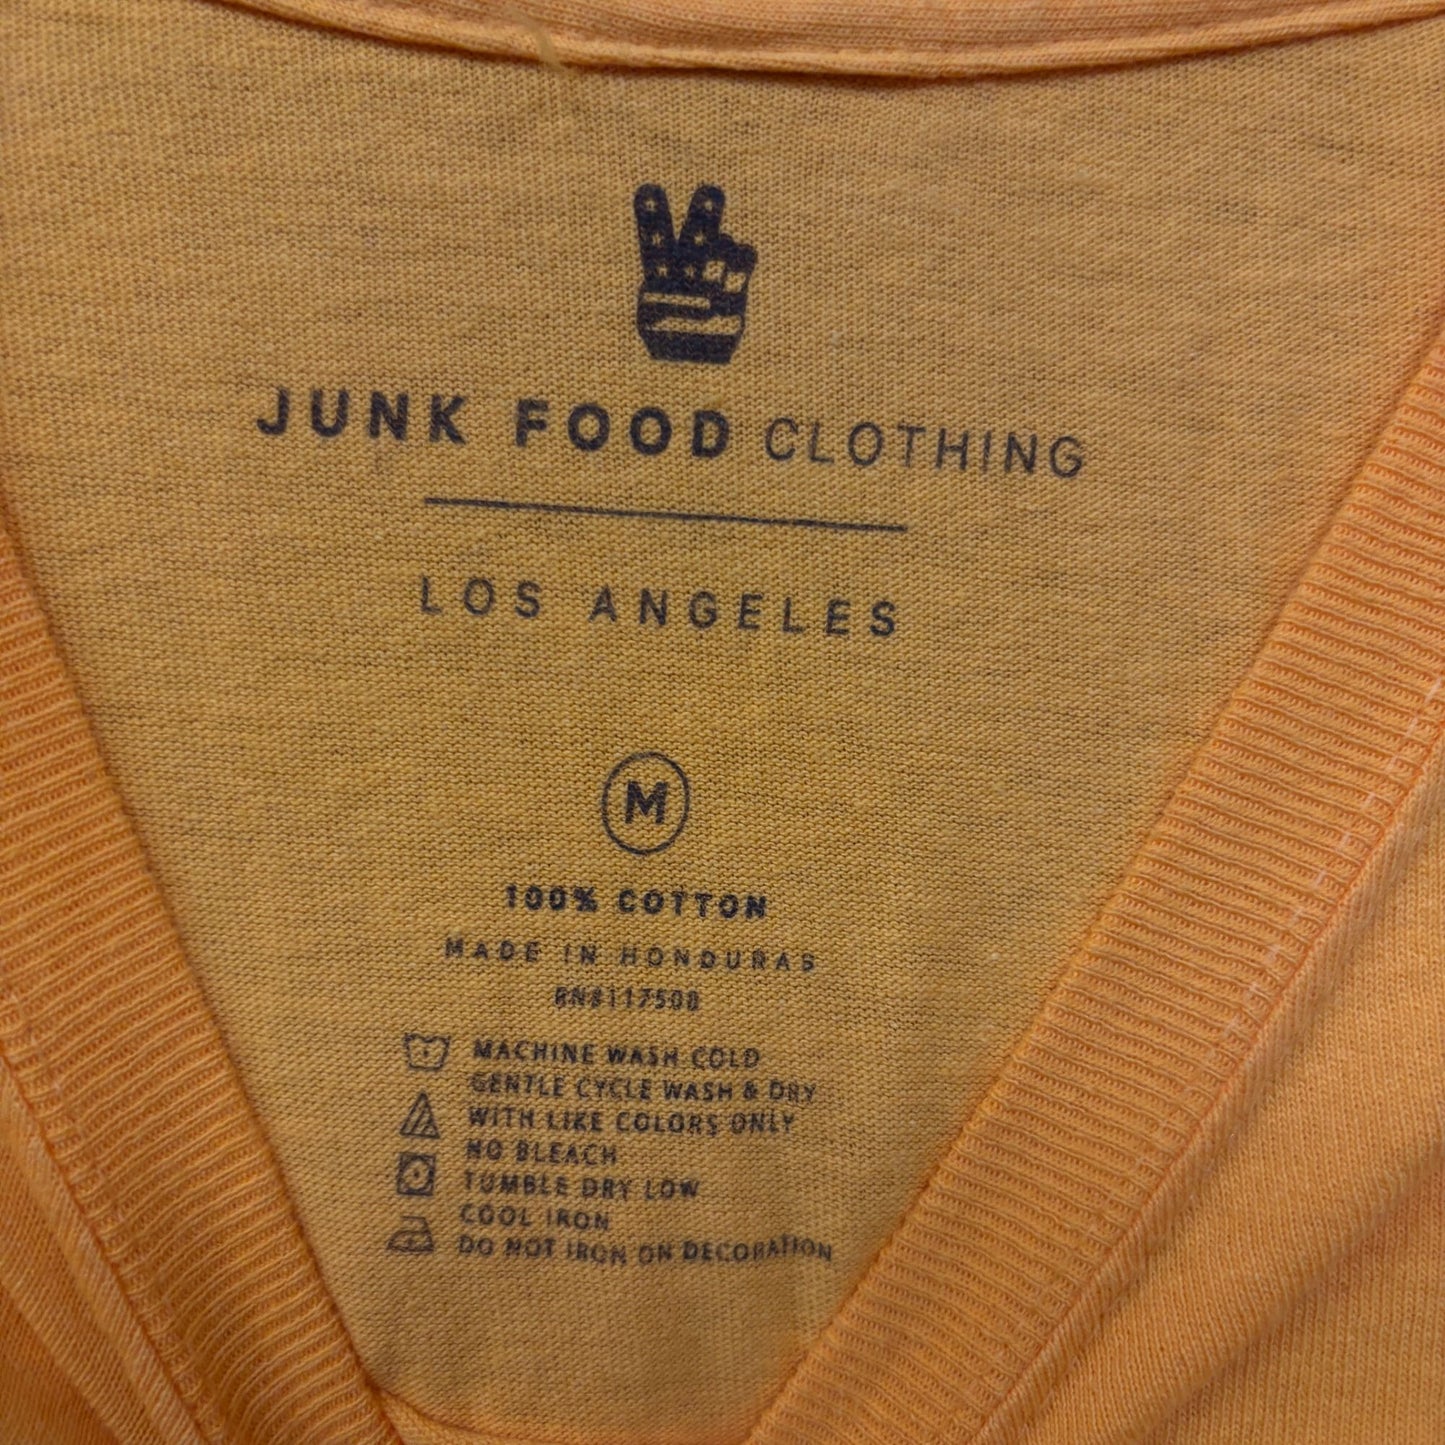 JUNK FOOD CLOTHING
LOS ANGELES
M
100% COTTON
MADE IN HONDURAS
RN#117508
MACHINE WASH COLD
GENTLE CYCLE WASH & DRY
WITH LIKE COLORS ONLY
NO BLEACH
TUMBLE DRY LOW
COOL IRON
DO NOT IRON ON DECORATION